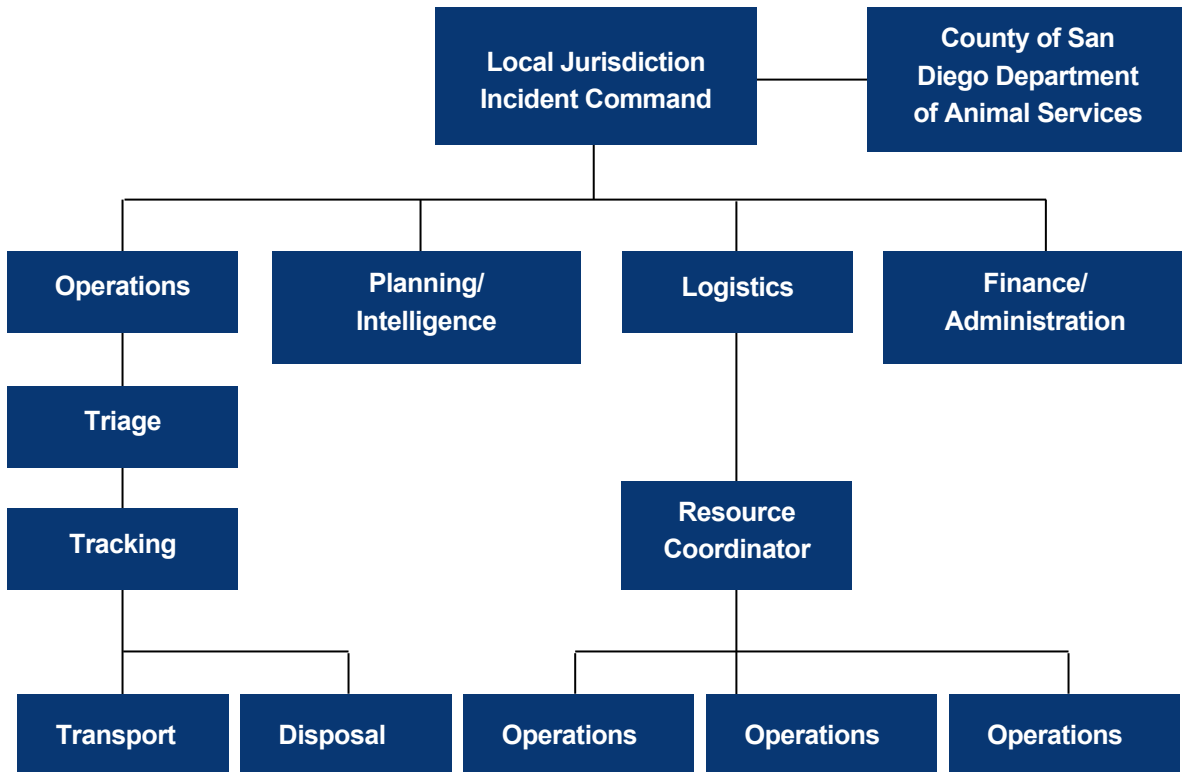 Local Jurisdiction
Incident Command
County of San
Diego Department
of Animal Services
Operations
Planning/
Intelligence
Logistics
Finance/
Administration
Triage
Tracking
Resource
Coordinator
Transport
Disposal
Operations
Operations
Operations